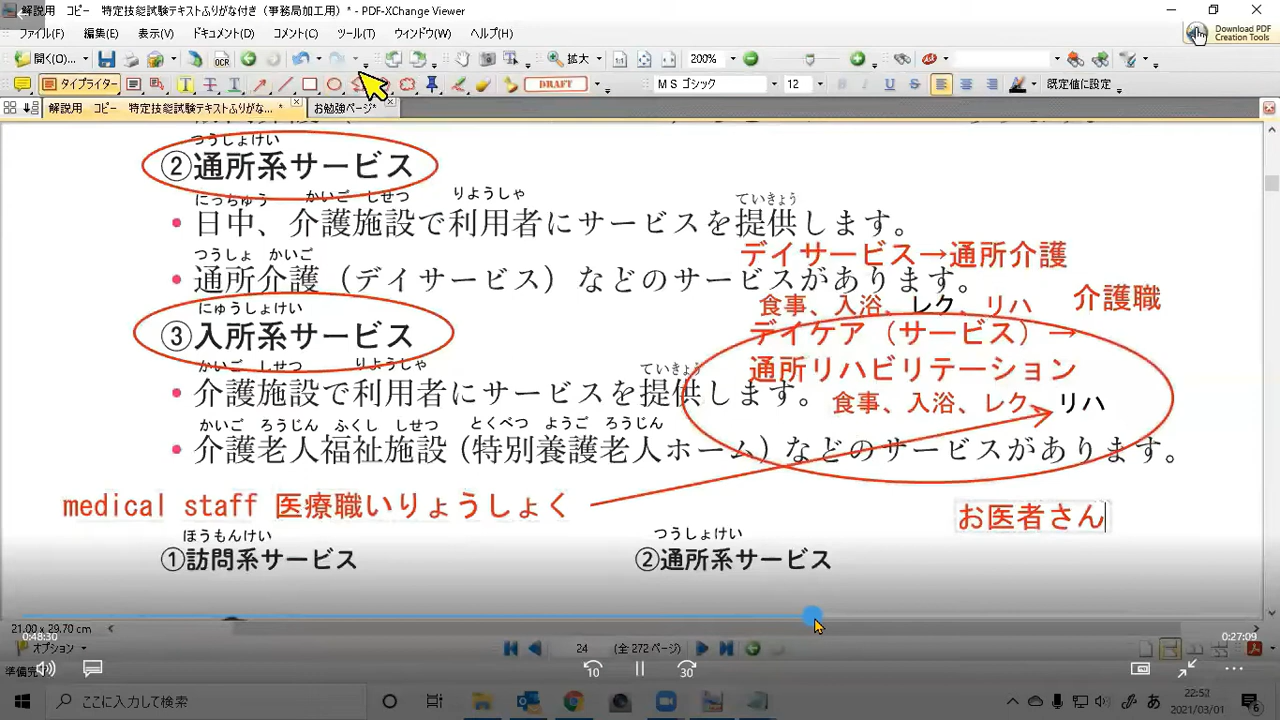 解説用 コピー 特定技能試験テキストふりがな付き（事務局加工用）* - PDF-XChange Viewer
ファイル(F) 編集(E) 表示(V) ドキュメント(D) コメント(C) ツール(T) ウィンドウ(W) ヘルプ(H)
Download PDF
Creation Tools
開く(O)... OCR 拡大 200%
タイプライター DRAFT ＭＳ ゴシック 12 既定値に設定
解説用 コピー 特定技能試験テキストふりがな付き（事務局加工用）... お勉強ページ*
つうしょけい
②通所系サービス
にっちゅう かいご しせつ りようしゃ ていきょう
• 日中、介護施設で利用者にサービスを提供します。
デイサービス→通所介護
つうしょ かいご
• 通所介護（デイサービス）などのサービスがあります。
食事、入浴、レク、リハ 介護職
にゅうしょけい
③入所系サービス
デイケア（サービス）→
通所リハビリテーション
かいご しせつ りようしゃ ていきょう
• 介護施設で利用者にサービスを提供します。
食事、入浴、レク、 リハ
かいご ろうじん ふくし しせつ とくべつ ようご ろうじん
• 介護老人福祉施設（特別養護老人ホーム）などのサービスがあります。
medical staff 医療職いりょうしょく
お医者さん
ほうもんけい つうしょけい
①訪問系サービス ②通所系サービス
21.00 x 29.70 cm
0:48:30 0:27:09
オプション 24 (全 272 ページ)
準備完
10 30
ここに入力して検索
あ 22:52
2021/03/01 6